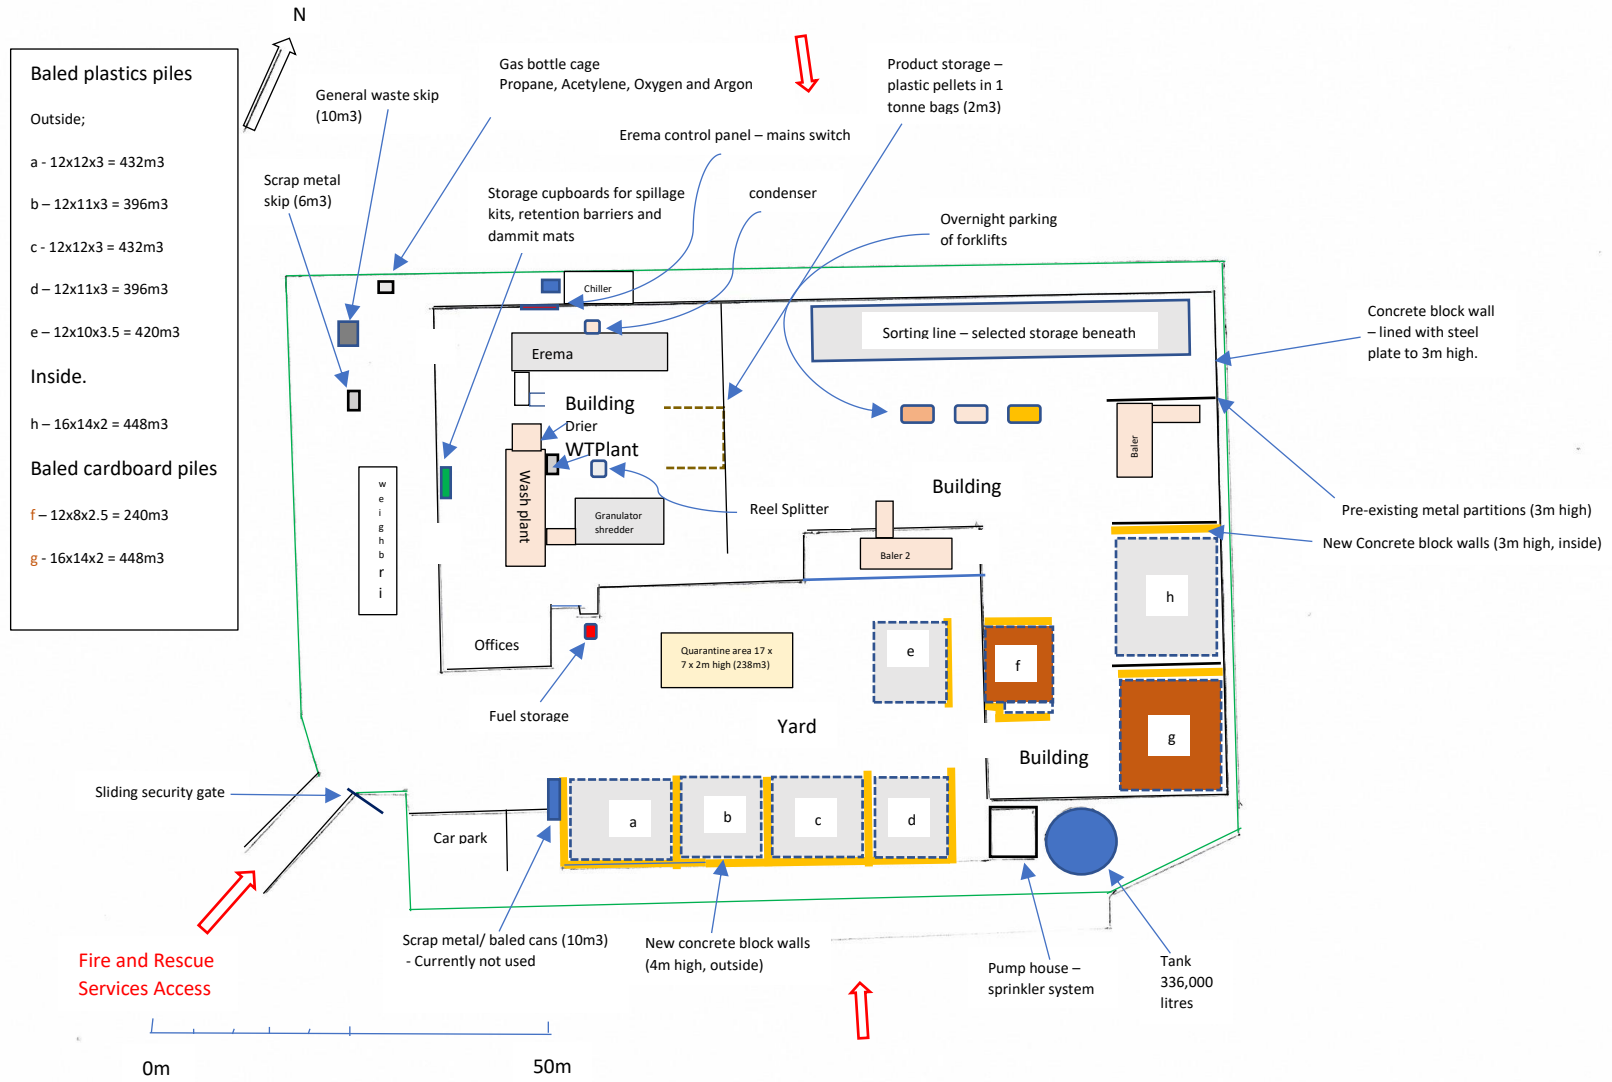 N
Baled plastics piles
Outside;
a - 12x12x3 = 432m3
b – 12x11x3 = 396m3
c - 12x12x3 = 432m3
d – 12x11x3 = 396m3
e – 12x10x3.5 = 420m3
Inside.
h – 16x14x2 = 448m3
Baled cardboard piles
f – 12x8x2.5 = 240m3
g - 16x14x2 = 448m3
General waste skip
(10m3)
Gas bottle cage
Propane, Acetylene, Oxygen and Argon
Product storage –
plastic pellets in 1
tonne bags (2m3)
Erema control panel – mains switch
Scrap metal
skip (6m3)
Storage cupboards for spillage
kits, retention barriers and
dammit mats
condenser
Overnight parking
of forklifts
Chiller
Concrete block wall
– lined with steel
plate to 3m high.
Sorting line – selected storage beneath
Erema
Building
Drier
WTPlant
Wash plant
Granulator
shredder
Reel Splitter
Building
Baler
Baler 2
Pre-existing metal partitions (3m high)
New Concrete block walls (3m high, inside)
w
e
i
g
h
b
r
i
h
Offices
Quarantine area 17 x
7 x 2m high (238m3)
e
f
Fuel storage
Yard
g
Building
Sliding security gate
Car park
a
b
c
d
Scrap metal/ baled cans (10m3)
- Currently not used
New concrete block walls
(4m high, outside)
Pump house –
sprinkler system
Tank
336,000
litres
Fire and Rescue
Services Access
0m
50m